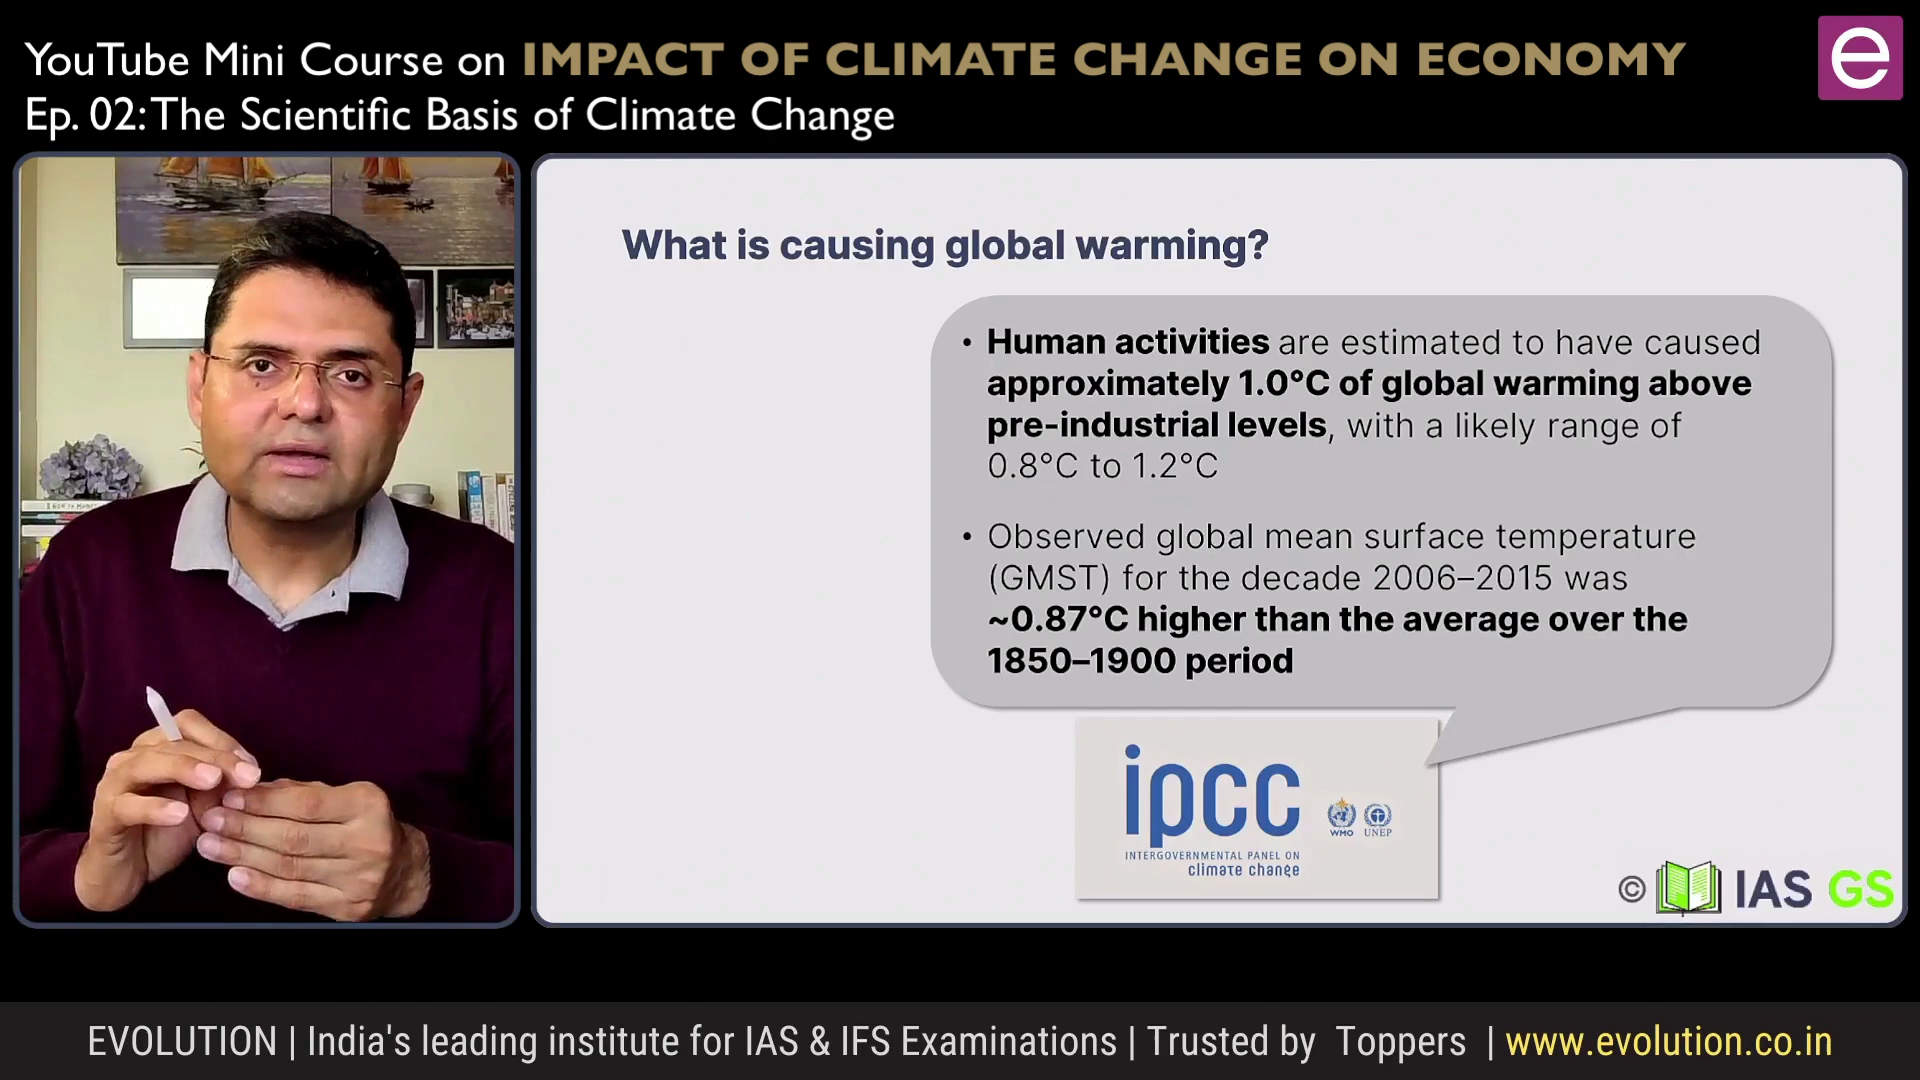 YouTube Mini Course on IMPACT OF CLIMATE CHANGE ON ECONOMY
e
Ep. 02: The Scientific Basis of Climate Change
What is causing global warming?
• Human activities are estimated to have caused
approximately 1.0°C of global warming above
pre-industrial levels, with a likely range of
0.8°C to 1.2°C
• Observed global mean surface temperature
(GMST) for the decade 2006–2015 was
~0.87°C higher than the average over the
1850–1900 period
ipcc
WMO UNEP
INTERGOVERNMENTAL PANEL ON
climate change
© IAS GS
EVOLUTION | India's leading institute for IAS & IFS Examinations | Trusted by Toppers | www.evolution.co.in